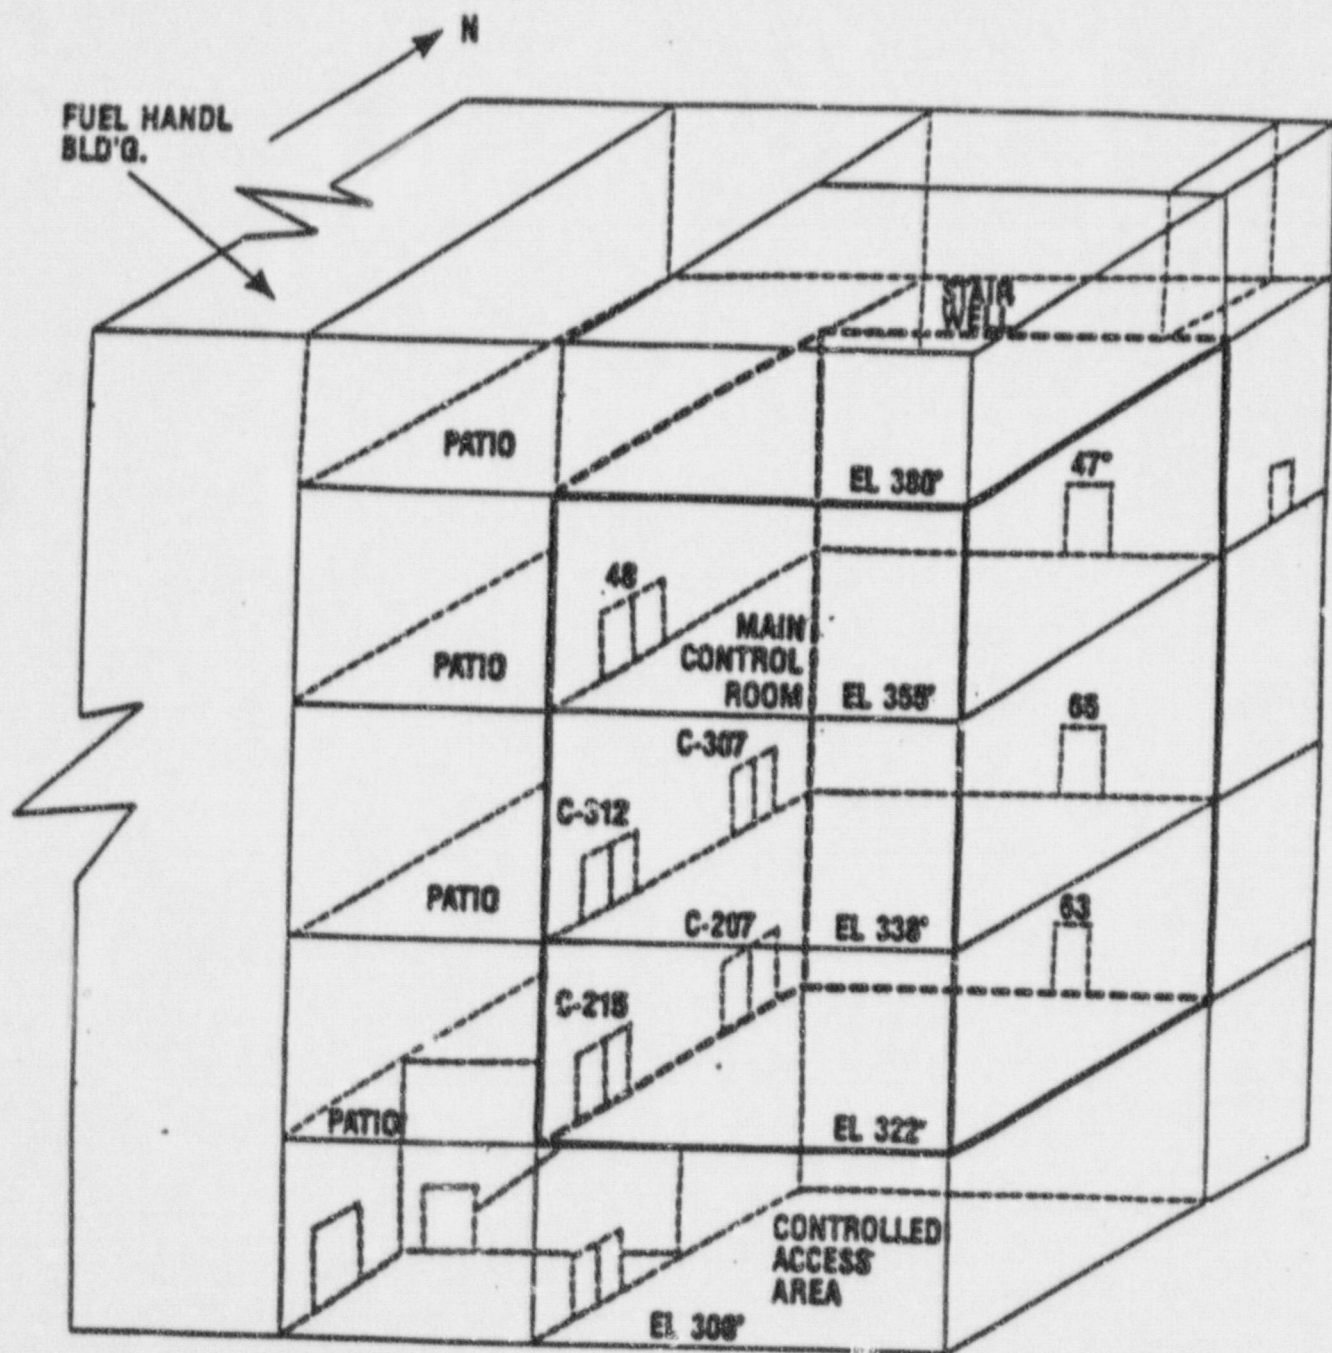 N
FUEL HANDL
BLD'G.
STAIR
WELL
PATIO
EL 380'
47°
48
MAIN
CONTROL
ROOM
PATIO
EL 355'
C-307
65
C-312
PATIO
C-207
EL 338'
63
C-215
PATIO
EL 322'
CONTROLLED
ACCESS
AREA
EL 306'